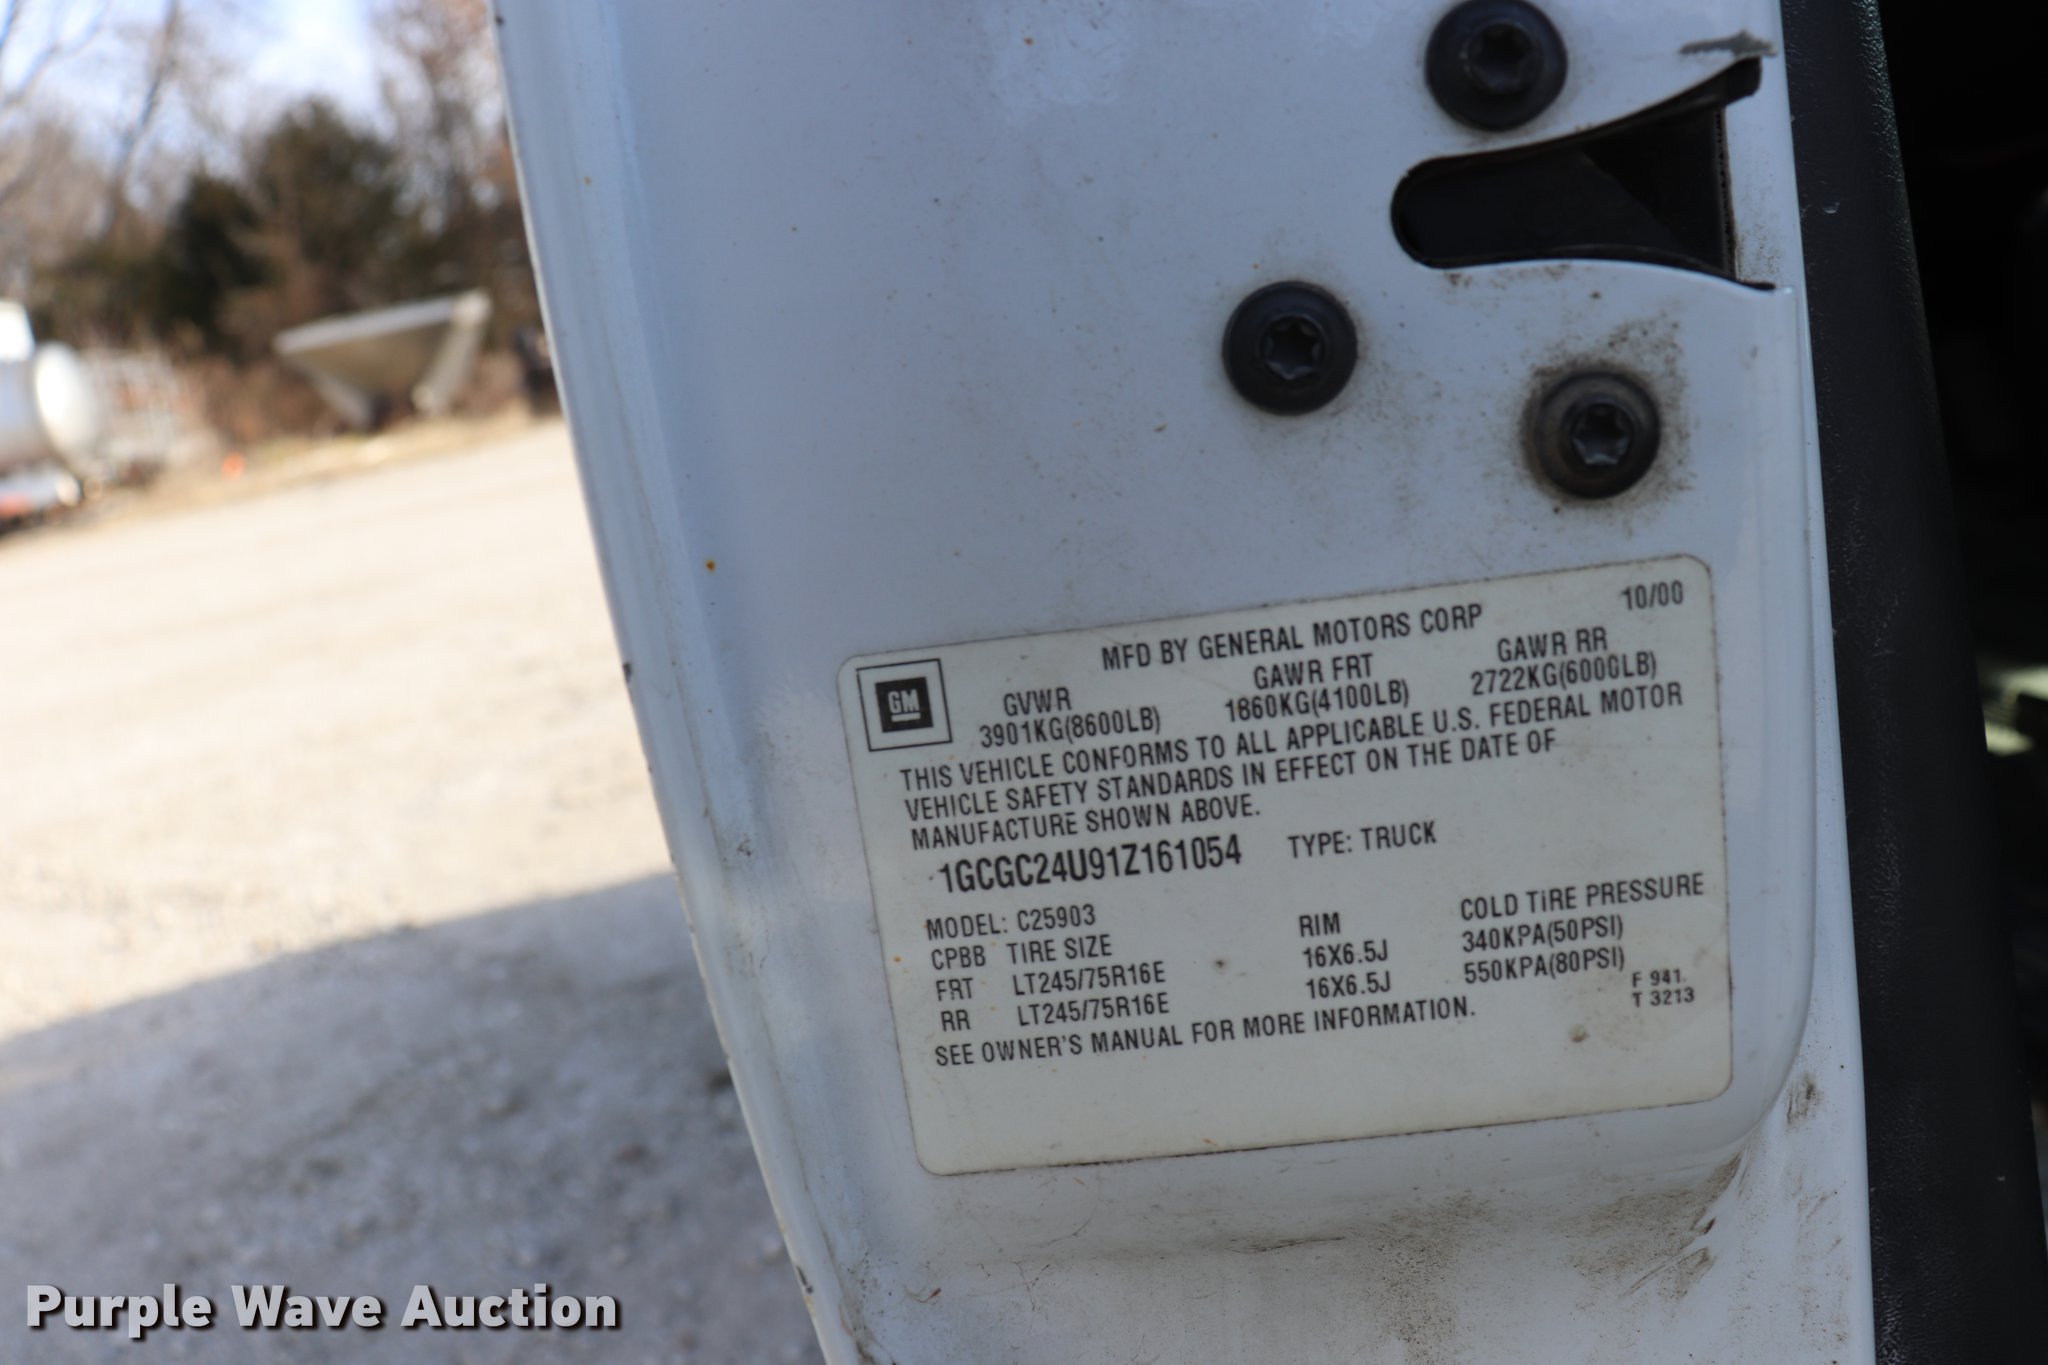 10/00
MFD BY GENERAL MOTORS CORP
GM
GVWR GAWR FRT GAWR RR
3901KG(8600LB) 1860KG(4100LB) 2722KG(6000LB)
THIS VEHICLE CONFORMS TO ALL APPLICABLE U.S. FEDERAL MOTOR
VEHICLE SAFETY STANDARDS IN EFFECT ON THE DATE OF
MANUFACTURE SHOWN ABOVE.
1GCGC24U91Z161054 TYPE: TRUCK
MODEL: C25903
CPBB TIRE SIZE RIM COLD TIRE PRESSURE
FRT LT245/75R16E 16X6.5J 340KPA(50PSI)
RR LT245/75R16E 16X6.5J 550KPA(80PSI)
SEE OWNER'S MANUAL FOR MORE INFORMATION.
F 941.
T 3213
Purple Wave Auction